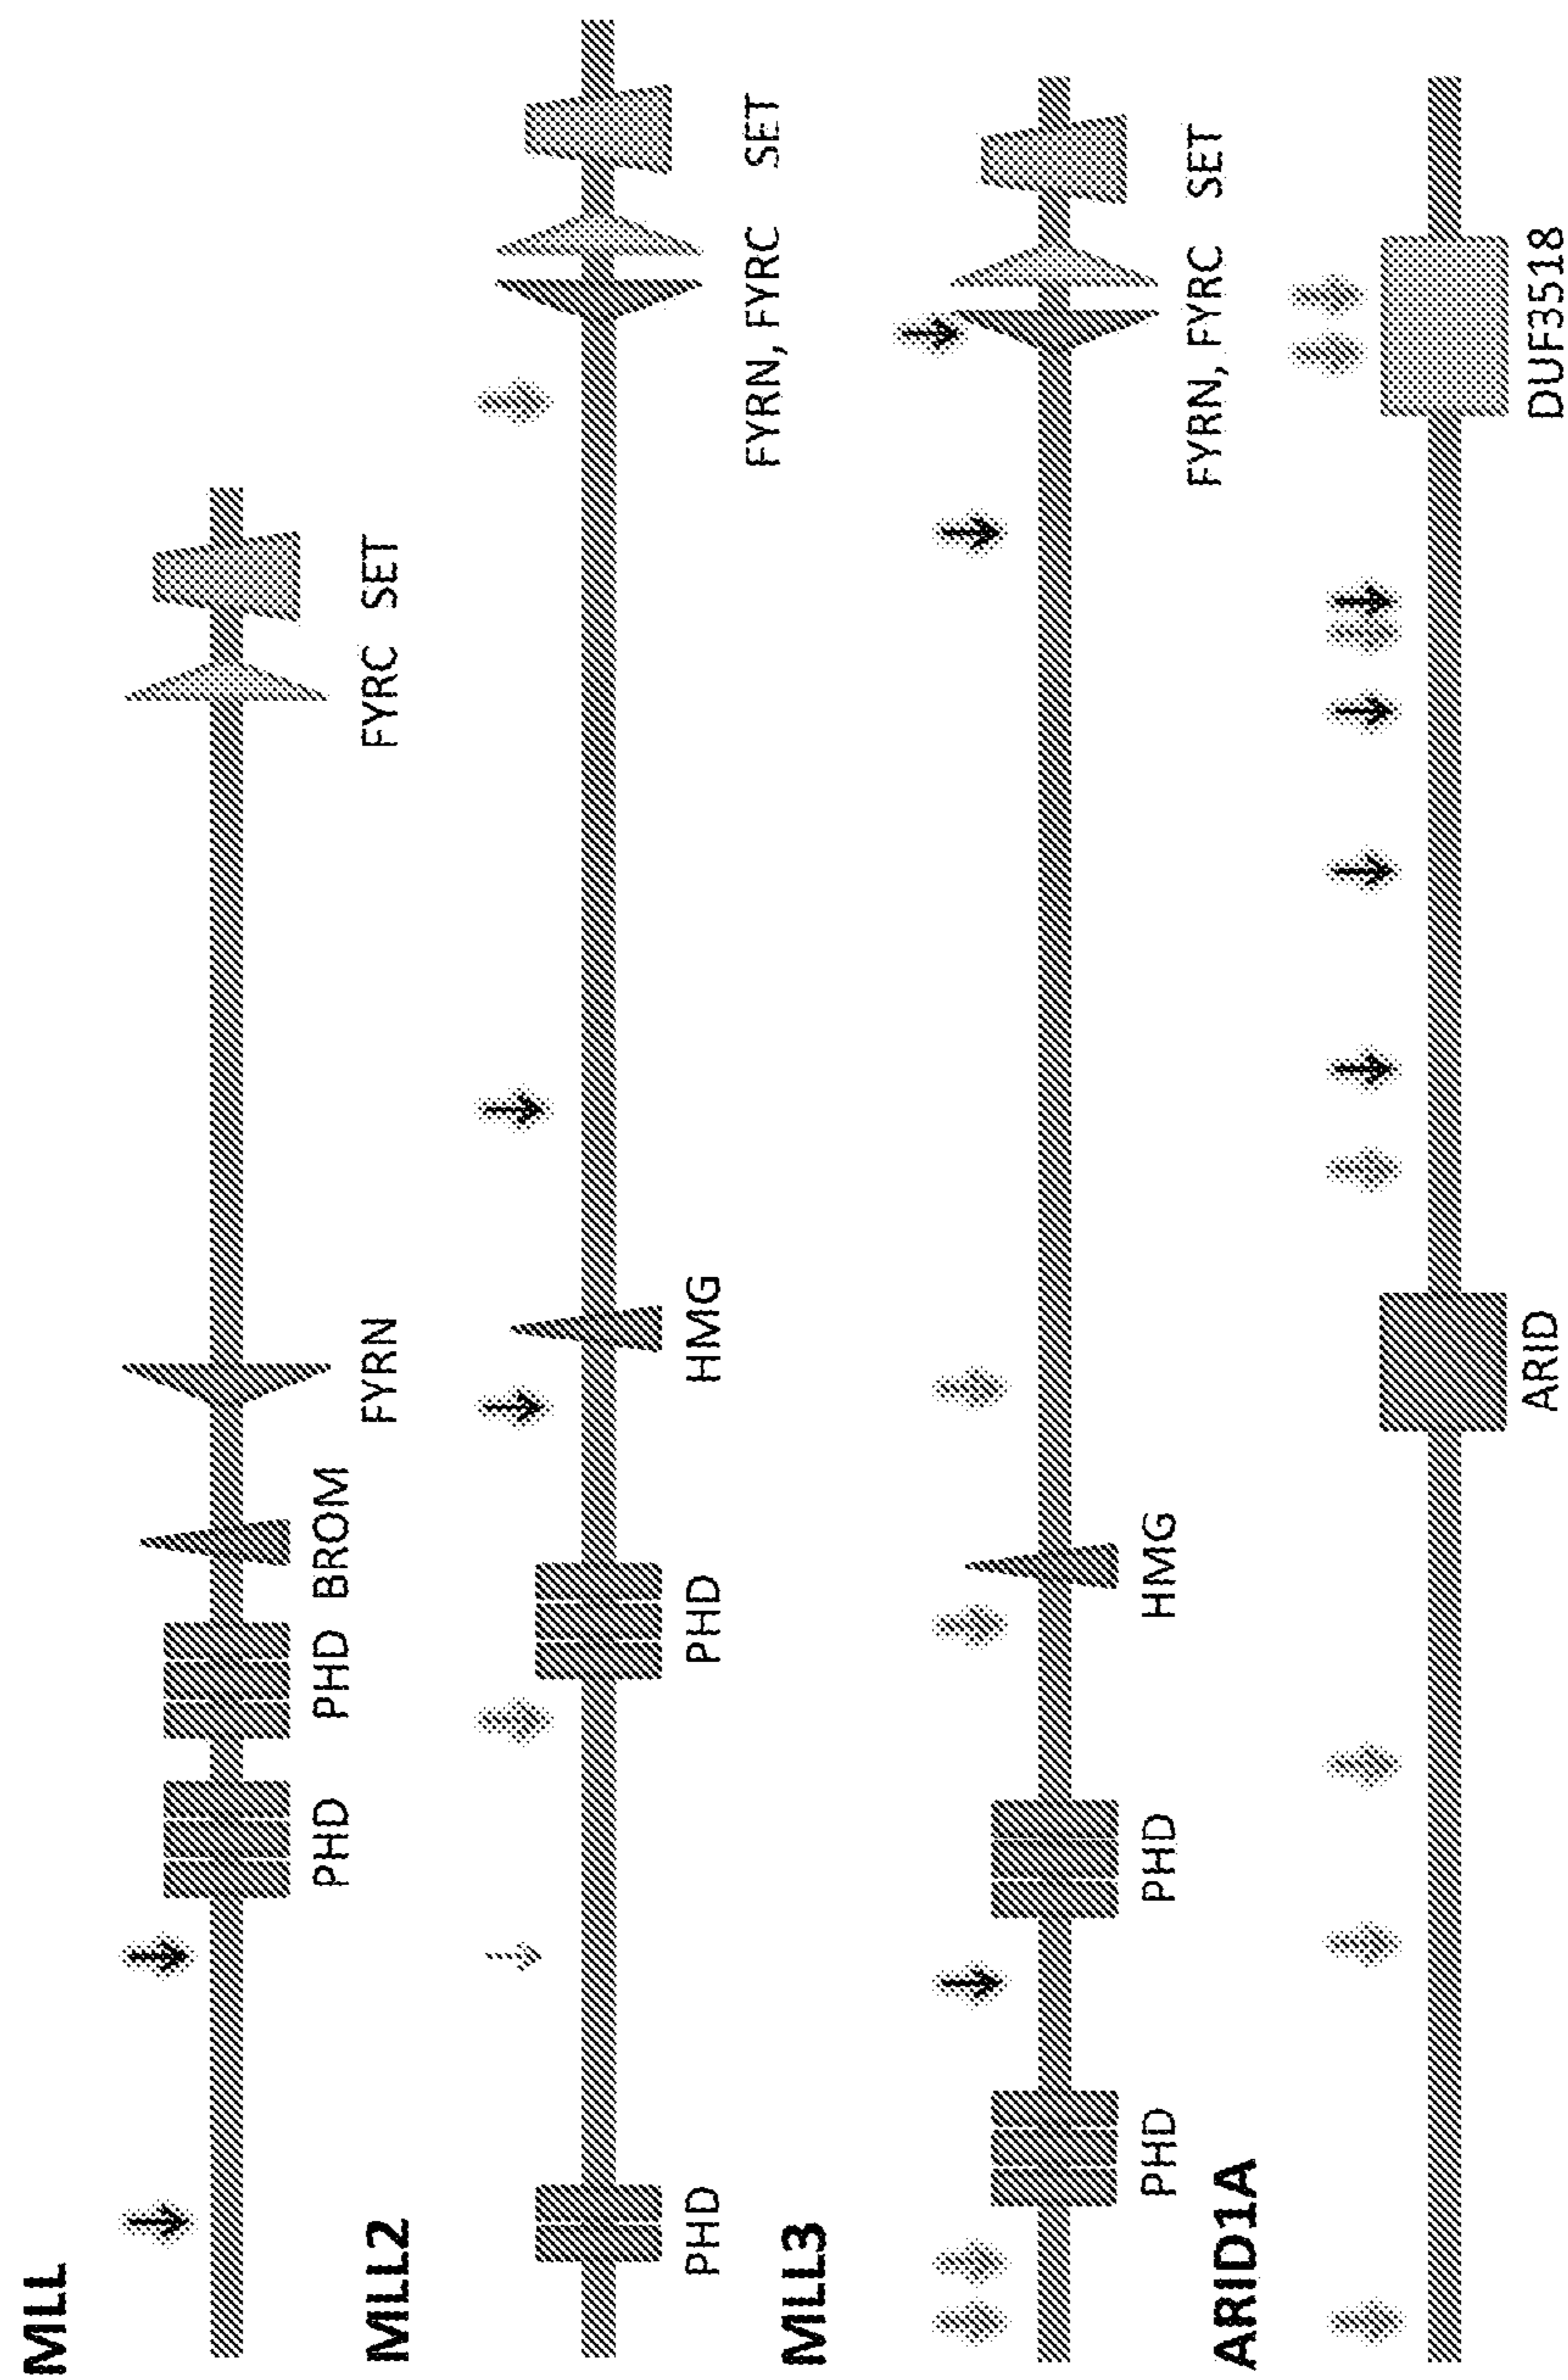 MLL
PHD PHD BROM FYRN FYRC SET
MLL2
PHD PHD HMG FYRN, FYRC SET
MLL3
PHD PHD HMG FYRN, FYRC SET
ARID1A
ARID DUF3518